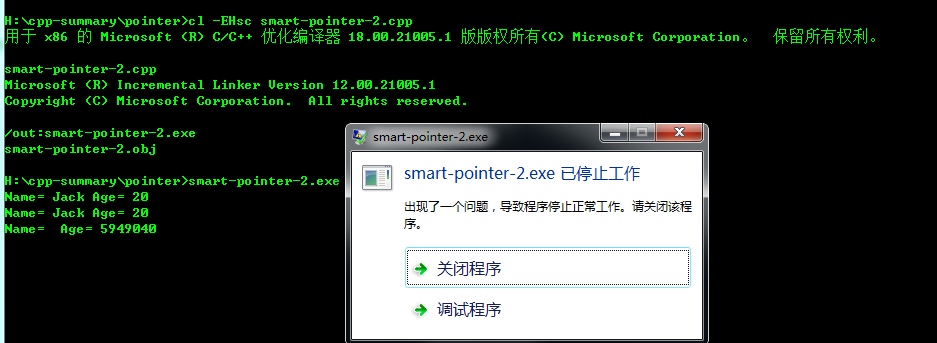 H:\cpp-summary\pointer>cl -EHsc smart-pointer-2.cpp
用于 x86 的 Microsoft (R) C/C++ 优化编译器 18.00.21005.1 版版权所有(C) Microsoft Corporation。  保留所有权利。
smart-pointer-2.cpp
Microsoft (R) Incremental Linker Version 12.00.21005.1
Copyright (C) Microsoft Corporation.  All rights reserved.
/out:smart-pointer-2.exe
smart-pointer-2.obj
H:\cpp-summary\pointer>smart-pointer-2.exe
Name= Jack Age= 20
Name= Jack Age= 20
Name=  Age= 5949040
smart-pointer-2.exe
smart-pointer-2.exe 已停止工作
出现了一个问题，导致程序停止正常工作。请关闭该程
序。
关闭程序
调试程序